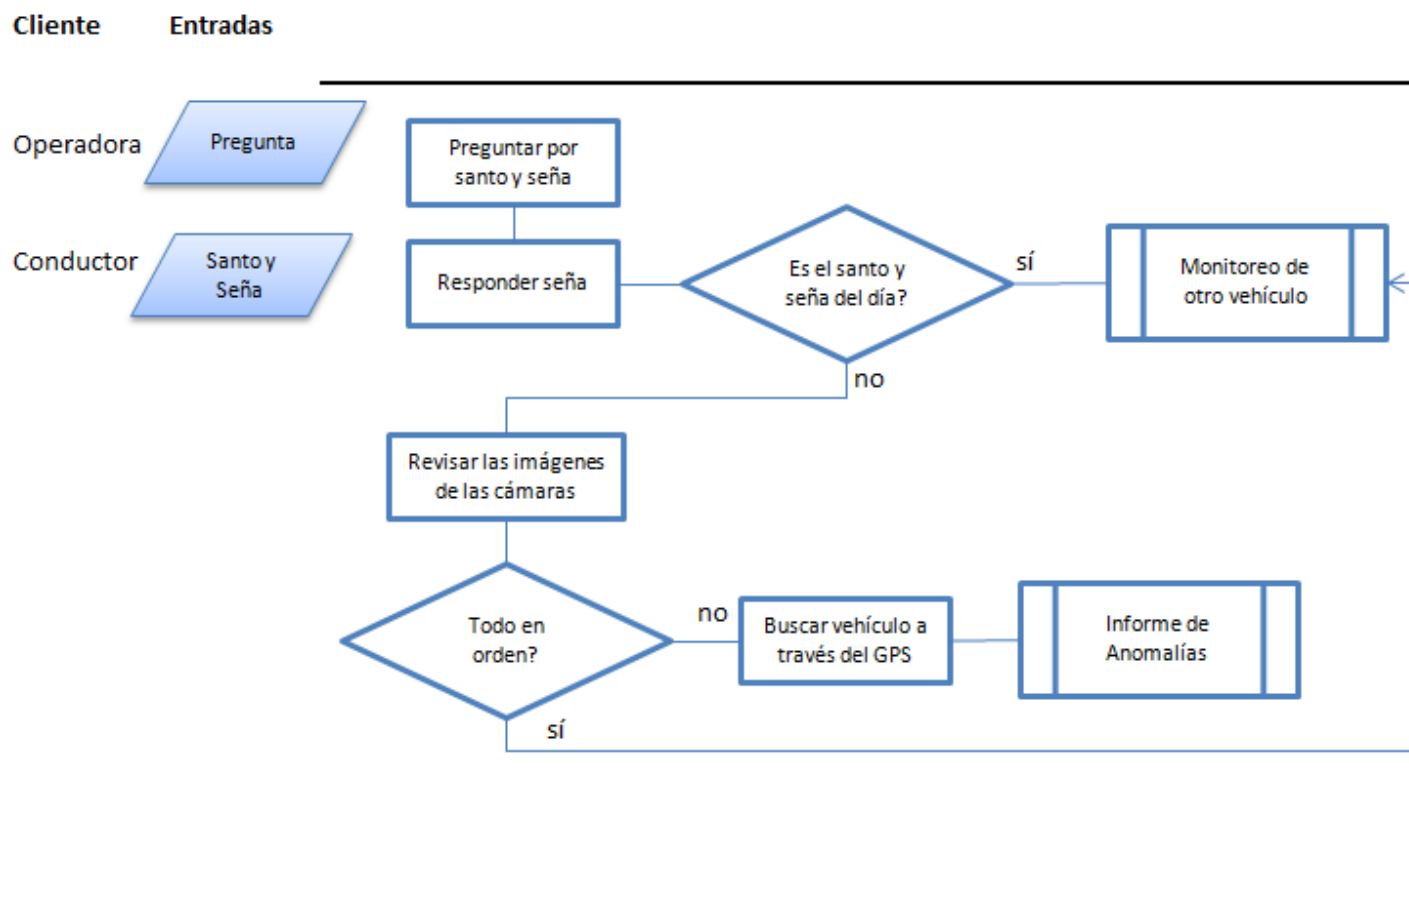 Cliente Entradas
Operadora
Pregunta
Preguntar por
santo y seña
Conductor
Santo y
Seña
Responder seña
Es el santo y
seña del día?
sí
Monitoreo de
otro vehículo
no
Revisar las imágenes
de las cámaras
Todo en
orden?
no
Buscar vehículo a
través del GPS
Informe de
Anomalías
sí